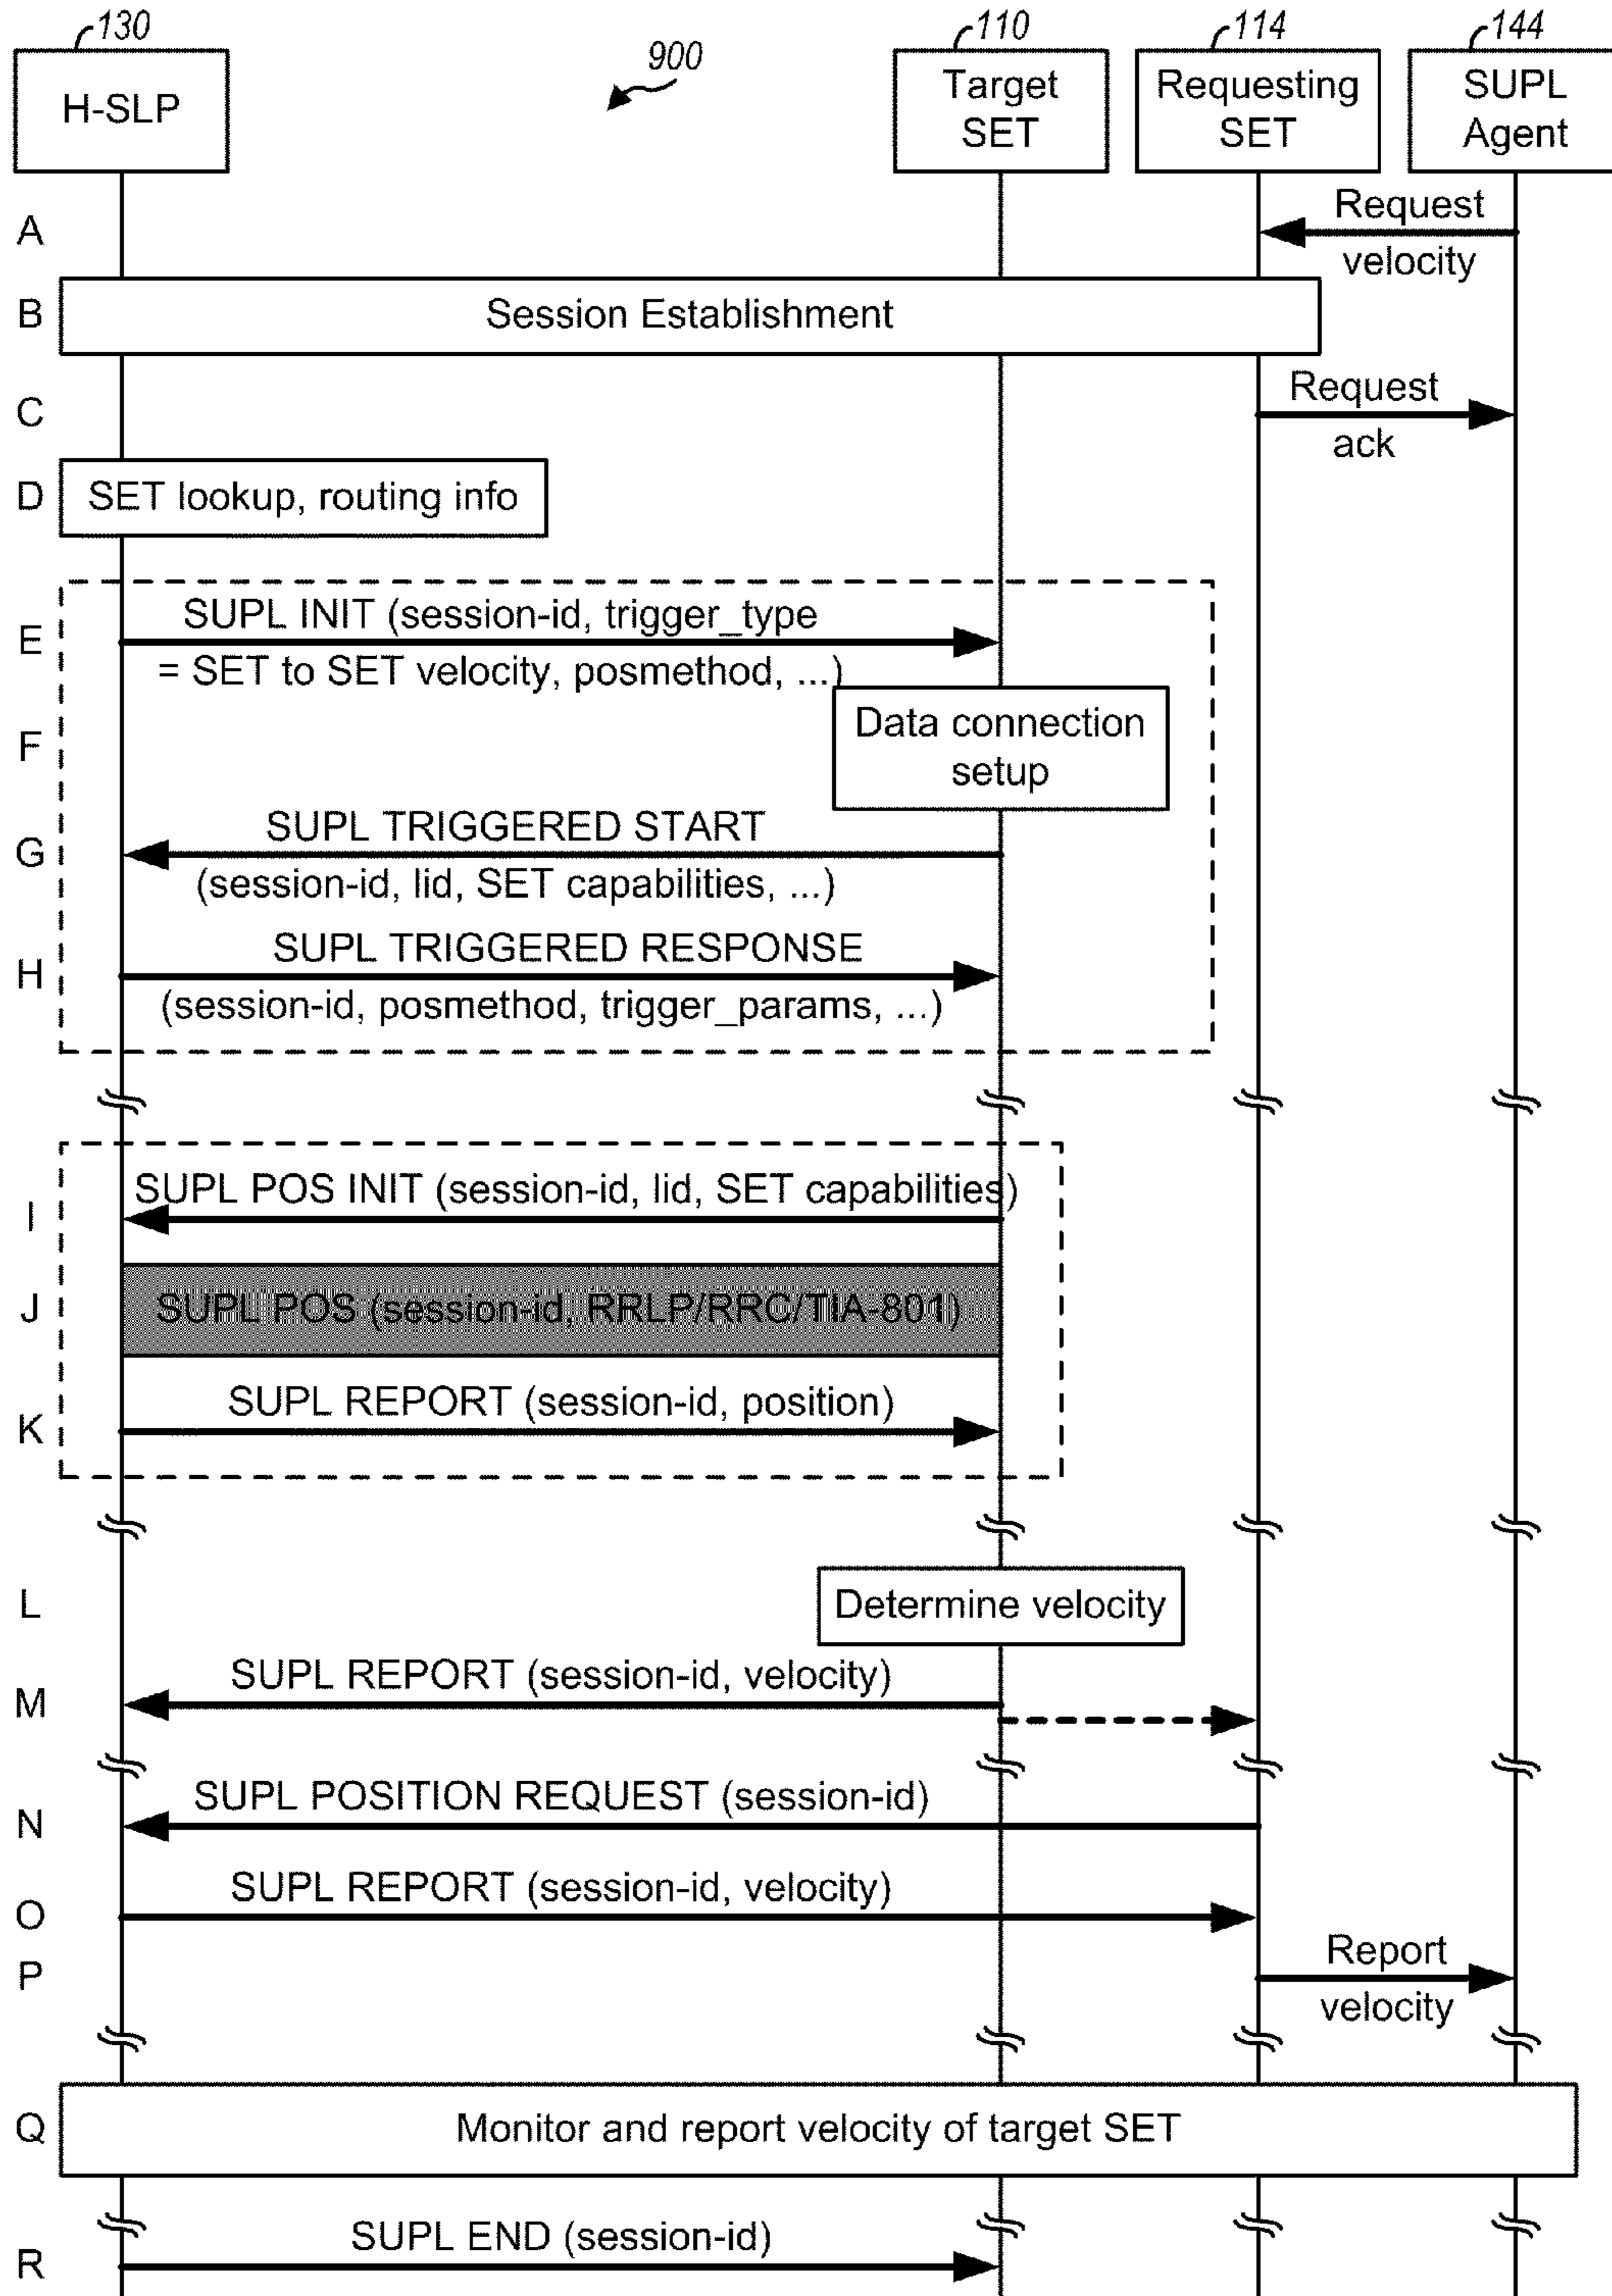 130
110
114
144
900
H-SLP
Target
SET
Requesting
SET
SUPL
Agent
A
Request
velocity
B
Session Establishment
C
Request
ack
D
SET lookup, routing info
E
SUPL INIT (session-id, trigger_type
= SET to SET velocity, posmethod, ...)
F
Data connection
setup
G
SUPL TRIGGERED START
(session-id, lid, SET capabilities, ...)
H
SUPL TRIGGERED RESPONSE
(session-id, posmethod, trigger_params, ...)
I
SUPL POS INIT (session-id, lid, SET capabilities)
J
SUPL POS (session-id, RRLP/RRC/TIA-801)
K
SUPL REPORT (session-id, position)
L
Determine velocity
M
SUPL REPORT (session-id, velocity)
N
SUPL POSITION REQUEST (session-id)
O
SUPL REPORT (session-id, velocity)
P
Report
velocity
Q
Monitor and report velocity of target SET
R
SUPL END (session-id)